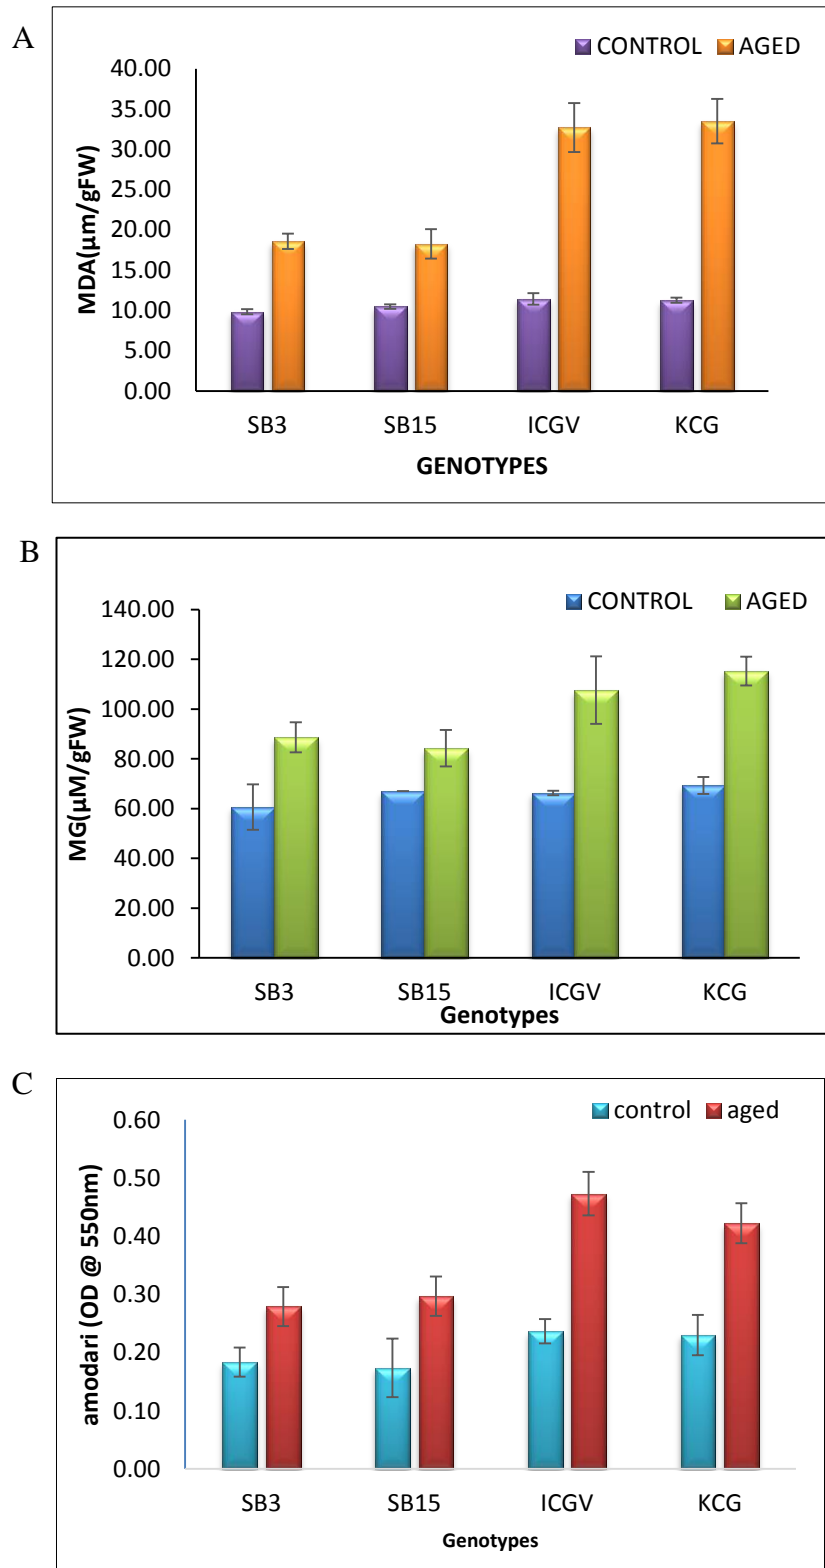 A
CONTROL AGED
40.00
35.00
30.00
25.00
20.00
15.00
10.00
5.00
0.00
MDA(µm/gFW)
SB3 SB15 ICGV KCG
GENOTYPES
B
CONTROL AGED
140.00
120.00
100.00
80.00
60.00
40.00
20.00
0.00
MG(µM/gFW)
SB3 SB15 ICGV KCG
Genotypes
C
control aged
0.60
0.50
0.40
0.30
0.20
0.10
0.00
amodari (OD @ 550nm)
SB3 SB15 ICGV KCG
Genotypes